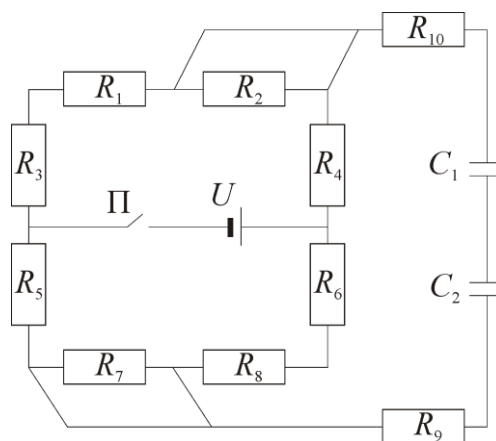 R₁₀
R₁ R₂
R₃ R₄
C₁
Π U
R₅ R₆
C₂
R₇ R₈
R₉